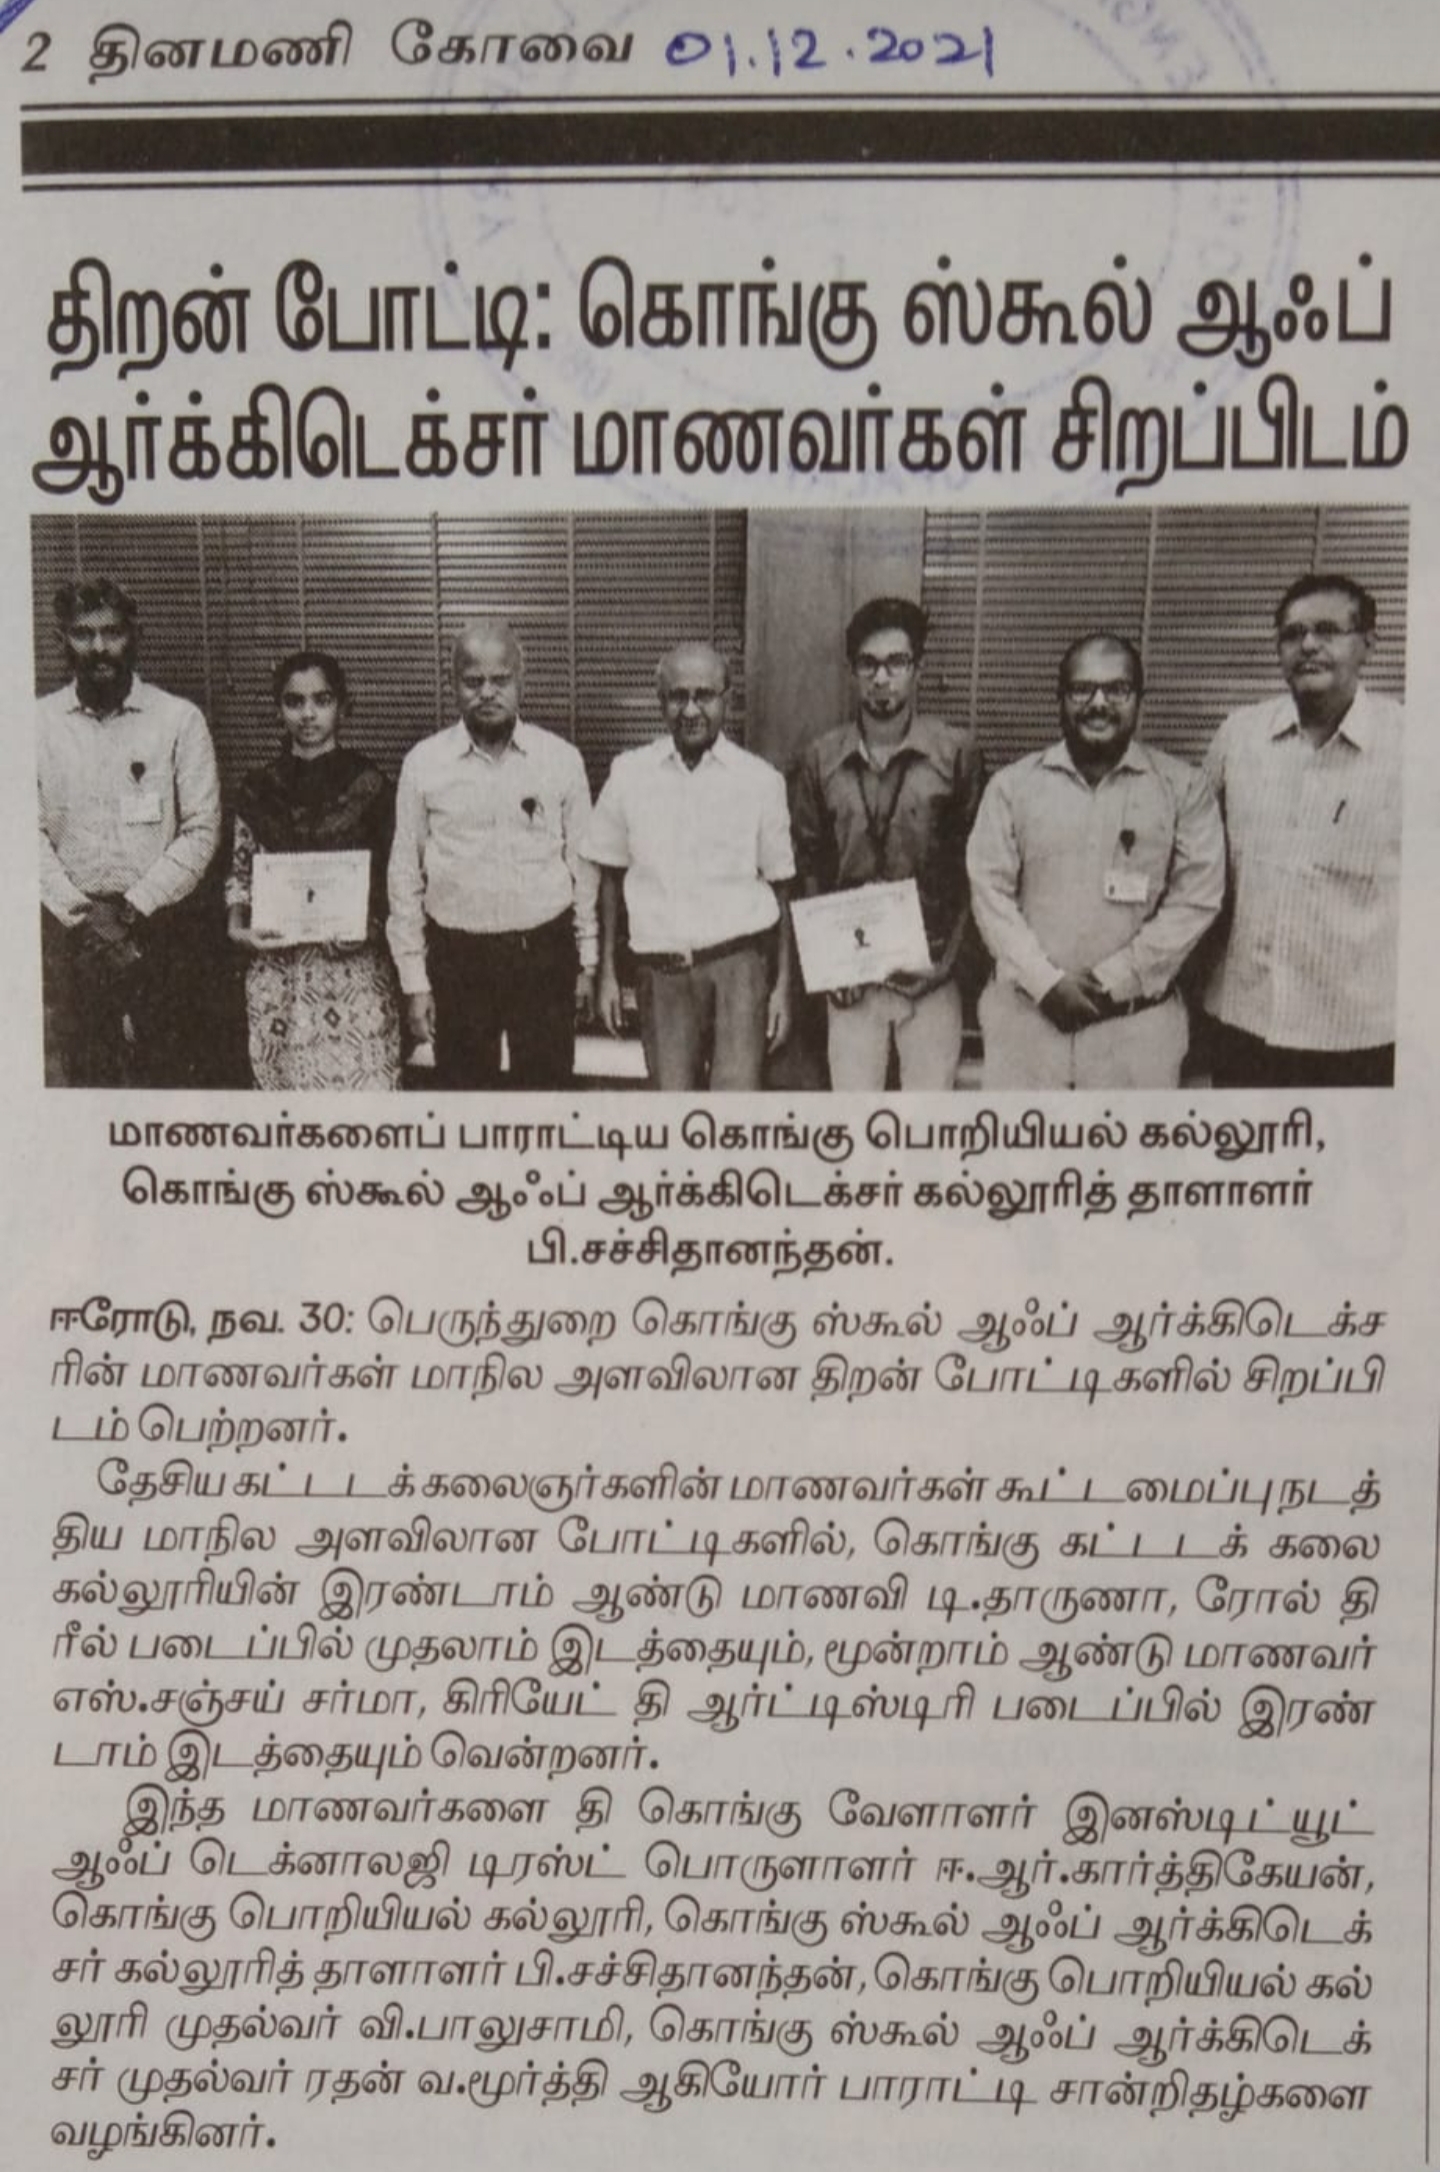 2 தினமணி கோவை 01.12.2021
திறன் போட்டி: கொங்கு ஸ்கூல் ஆஃப்
ஆர்க்கிடெக்சர் மாணவர்கள் சிறப்பிடம்
மாணவர்களைப் பாராட்டிய கொங்கு பொறியியல் கல்லூரி,
கொங்கு ஸ்கூல் ஆஃப் ஆர்க்கிடெக்சர் கல்லூரித் தாளாளர்
பி.சச்சிதானந்தன்.
ஈரோடு, நவ. 30: பெருந்துறை கொங்கு ஸ்கூல் ஆஃப் ஆர்க்கிடெக்ச
ரின் மாணவர்கள் மாநில அளவிலான திறன் போட்டிகளில் சிறப்பி
டம் பெற்றனர்.
தேசிய கட்டடக் கலைஞர்களின் மாணவர்கள் கூட்டமைப்பு நடத்
திய மாநில அளவிலான போட்டிகளில், கொங்கு கட்டடக் கலை
கல்லூரியின் இரண்டாம் ஆண்டு மாணவி டி.தாருணா, ரோல் தி
ரீல் படைப்பில் முதலாம் இடத்தையும், மூன்றாம் ஆண்டு மாணவர்
எஸ்.சஞ்சய் சர்மா, கிரியேட் தி ஆர்ட்டிஸ்டிரி படைப்பில் இரண்
டாம் இடத்தையும் வென்றனர்.
இந்த மாணவர்களை தி கொங்கு வேளாளர் இனஸ்டிட்யூட்
ஆஃப் டெக்னாலஜி டிரஸ்ட் பொருளாளர் ஈ.ஆர்.கார்த்திகேயன்,
கொங்கு பொறியியல் கல்லூரி, கொங்கு ஸ்கூல் ஆஃப் ஆர்க்கிடெக்
சர் கல்லூரித் தாளாளர் பி.சச்சிதானந்தன், கொங்கு பொறியியல் கல்
லூரி முதல்வர் வி.பாலுசாமி, கொங்கு ஸ்கூல் ஆஃப் ஆர்க்கிடெக்
சர் முதல்வர் ரதன் வ.மூர்த்தி ஆகியோர் பாராட்டி சான்றிதழ்களை
வழங்கினர்.